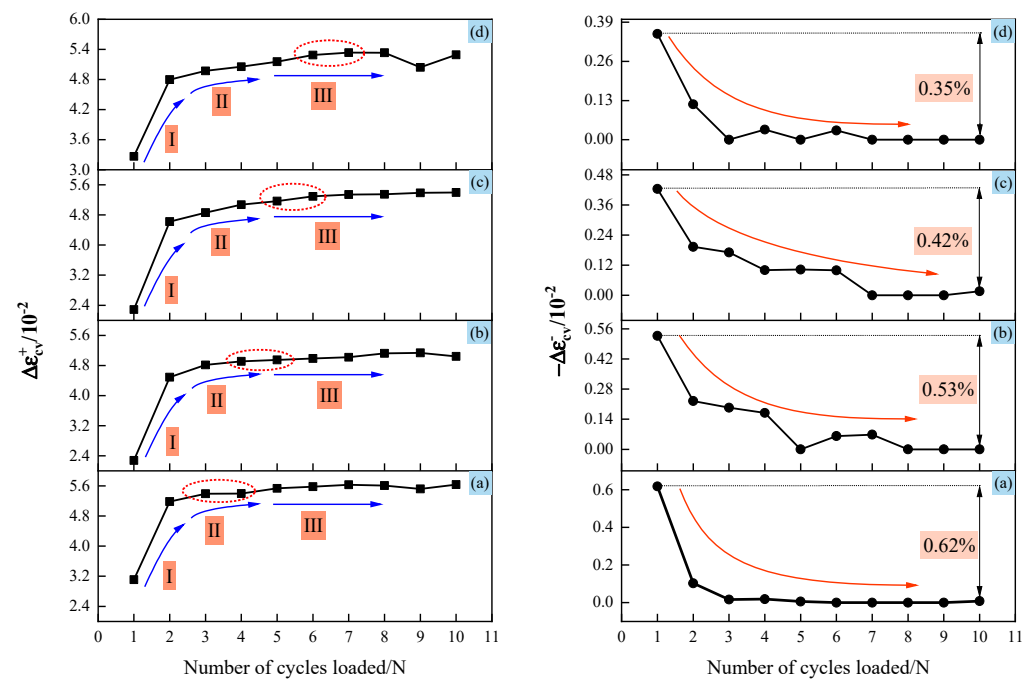 Δε⁺cv/10⁻²
6.0
5.4
4.8
4.2
3.6
3.0
(d)
I
II
III
5.6
4.8
4.0
3.2
2.4
(c)
I
II
III
5.6
4.8
4.0
3.2
2.4
(b)
I
II
III
5.6
4.8
4.0
3.2
2.4
(a)
I
II
III
0 1 2 3 4 5 6 7 8 9 10 11
Number of cycles loaded/N
−Δε⁻cv/10⁻²
0.39
0.26
0.13
0.00
(d)
0.35%
0.48
0.36
0.24
0.12
0.00
(c)
0.42%
0.56
0.42
0.28
0.14
0.00
(b)
0.53%
0.6
0.4
0.2
0.0
(a)
0.62%
0 1 2 3 4 5 6 7 8 9 10 11
Number of cycles loaded/N